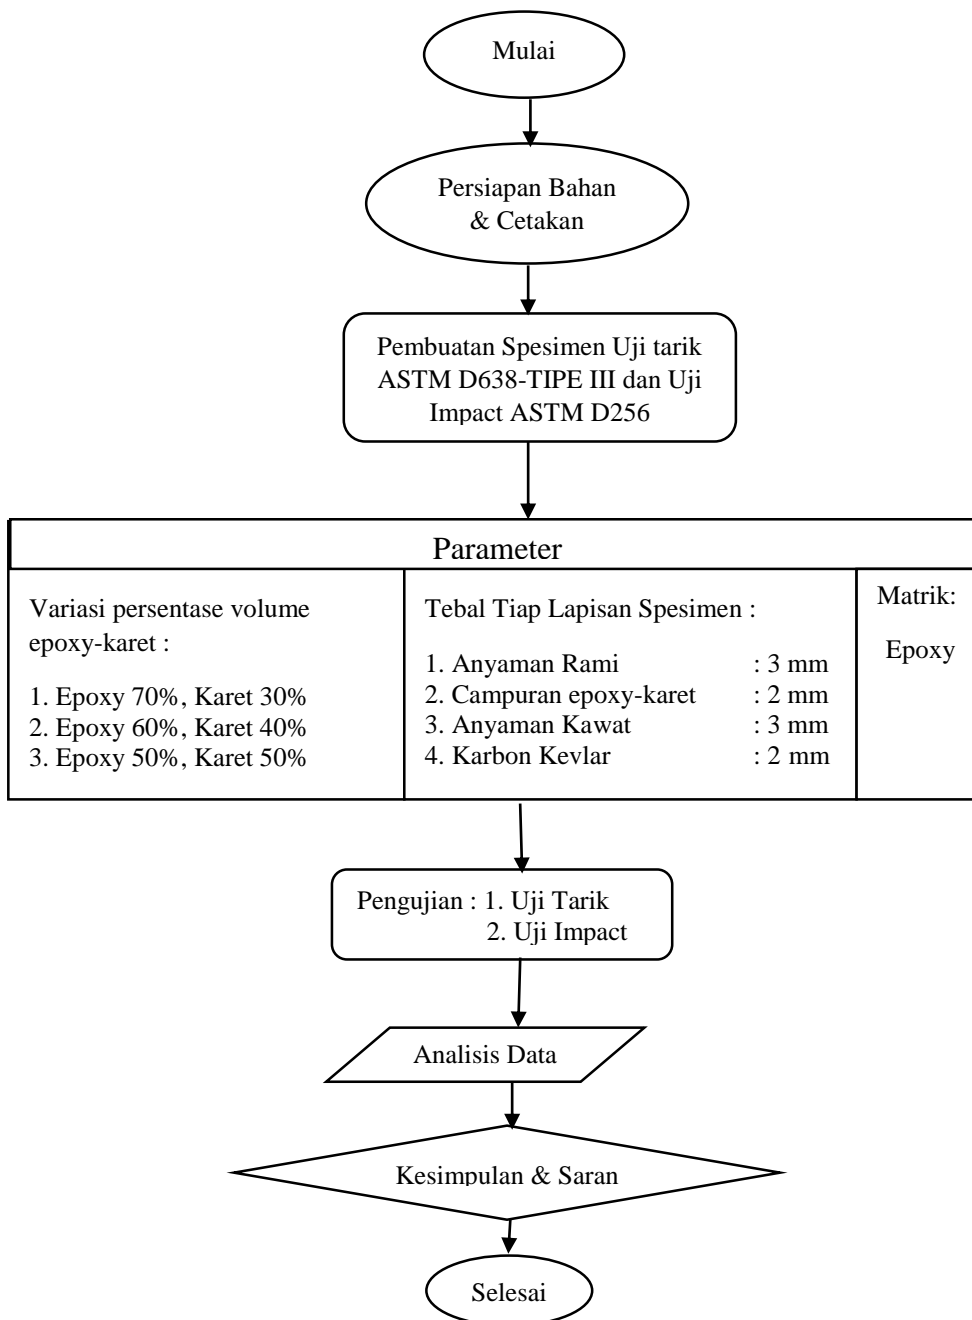 Mulai
Persiapan Bahan
& Cetakan
Pembuatan Spesimen Uji tarik
ASTM D638-TIPE III dan Uji
Impact ASTM D256
Parameter
Variasi persentase volume
epoxy-karet :
1. Epoxy 70%, Karet 30%
2. Epoxy 60%, Karet 40%
3. Epoxy 50%, Karet 50%
Tebal Tiap Lapisan Spesimen :
1. Anyaman Rami : 3 mm
2. Campuran epoxy-karet : 2 mm
3. Anyaman Kawat : 3 mm
4. Karbon Kevlar : 2 mm
Matrik:
Epoxy
Pengujian : 1. Uji Tarik
2. Uji Impact
Analisis Data
Kesimpulan & Saran
Selesai